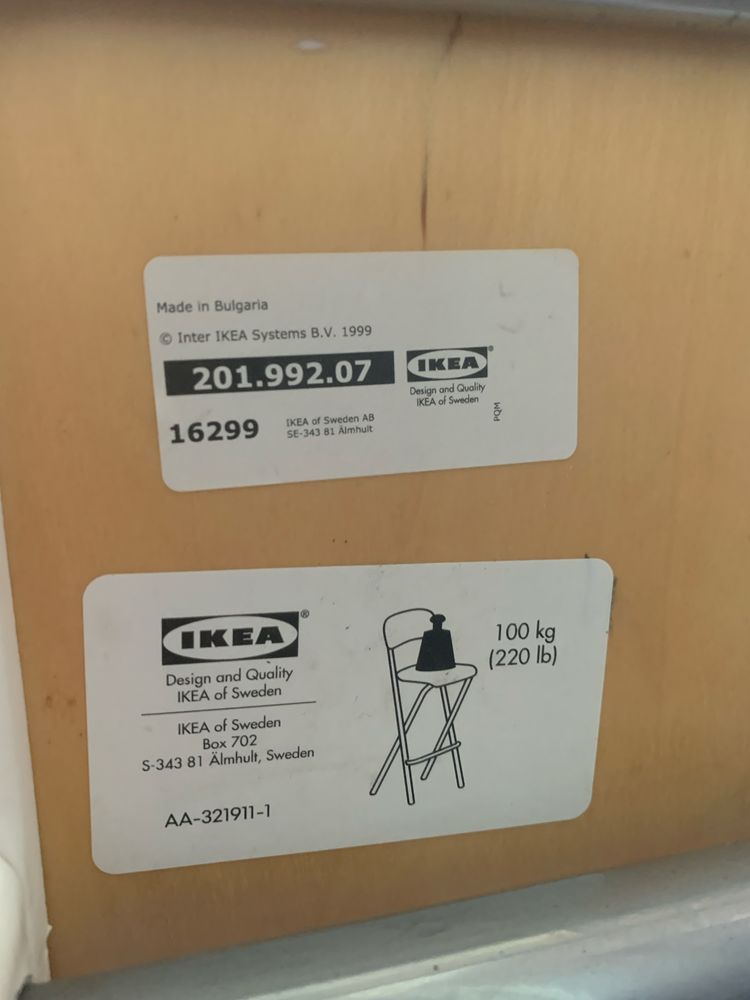 Made in Bulgaria
© Inter IKEA Systems B.V. 1999
201.992.07
IKEA®
Design and Quality
IKEA of Sweden
16299
IKEA of Sweden AB
SE-343 81 Älmhult
PQM
IKEA®
Design and Quality
IKEA of Sweden
IKEA of Sweden
Box 702
S-343 81 Älmhult, Sweden
AA-321911-1
100 kg
(220 lb)